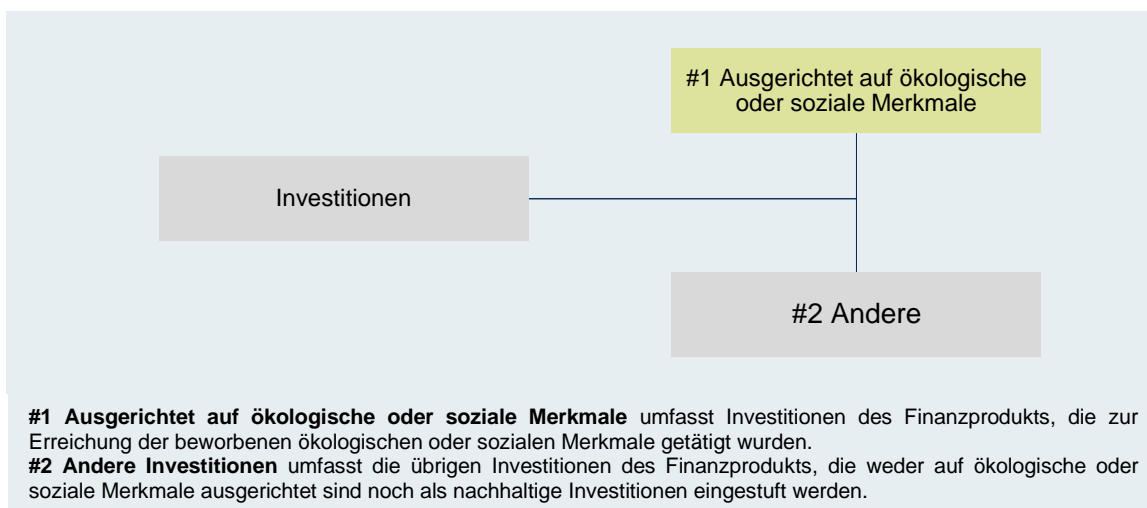 #1 Ausgerichtet auf ökologische
oder soziale Merkmale
Investitionen
#2 Andere
#1 Ausgerichtet auf ökologische oder soziale Merkmale umfasst Investitionen des Finanzprodukts, die zur
Erreichung der beworbenen ökologischen oder sozialen Merkmale getätigt wurden.
#2 Andere Investitionen umfasst die übrigen Investitionen des Finanzprodukts, die weder auf ökologische oder
soziale Merkmale ausgerichtet sind noch als nachhaltige Investitionen eingestuft werden.